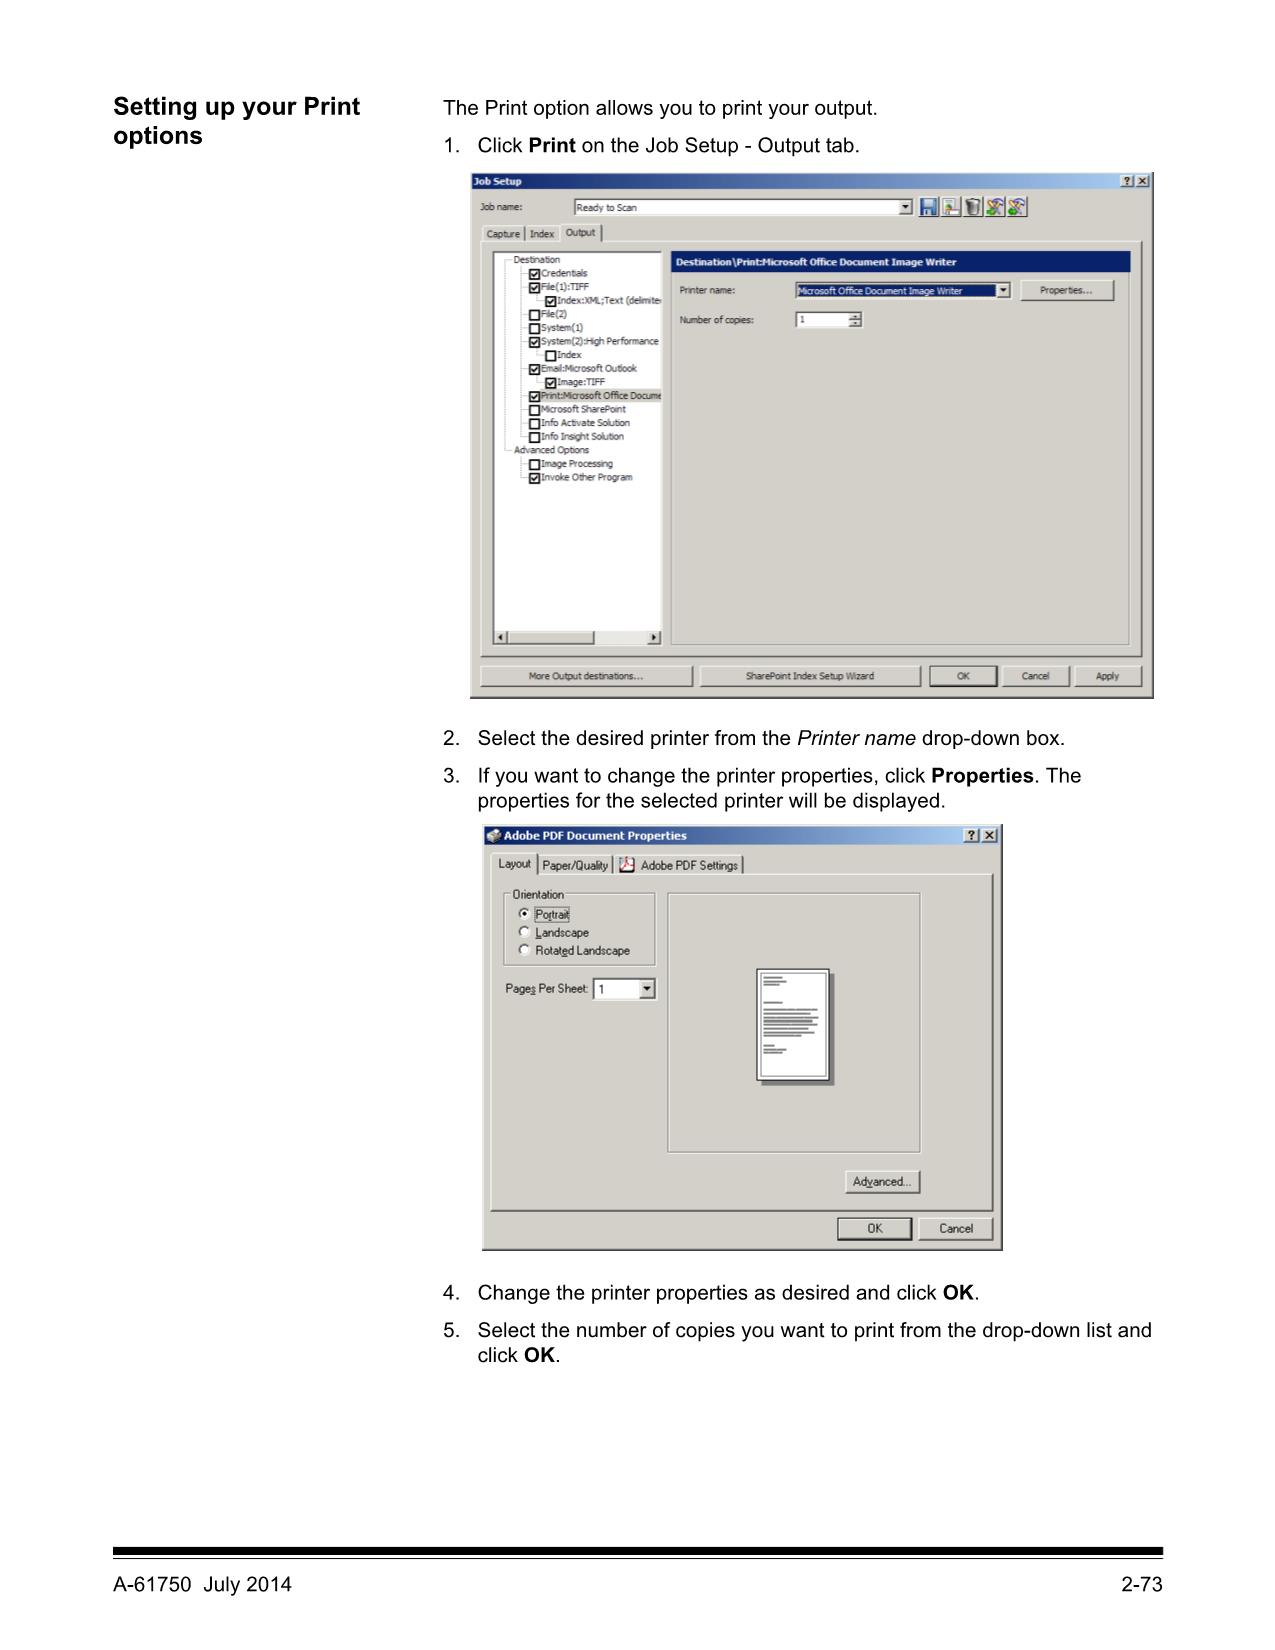 Setting up your Print
options
The Print option allows you to print your output.
1. Click Print on the Job Setup - Output tab.
Job Setup
Job name:
Ready to Scan
Capture
Index
Output
Destination
Credentials
File(1):TIFF
Index:XML;Text (delimite
File(2)
System(1)
System(2):High Performance
Index
Email:Microsoft Outlook
Image:TIFF
Print:Microsoft Office Docume
Microsoft SharePoint
Info Activate Solution
Info Insight Solution
Advanced Options
Image Processing
Invoke Other Program
Destination\Print:Microsoft Office Document Image Writer
Printer name:
Microsoft Office Document Image Writer
Properties...
Number of copies:
1
More Output destinations...
SharePoint Index Setup Wizard
OK
Cancel
Apply
2. Select the desired printer from the Printer name drop-down box.
3. If you want to change the printer properties, click Properties. The
properties for the selected printer will be displayed.
Adobe PDF Document Properties
Layout
Paper/Quality
Adobe PDF Settings
Orientation
Portrait
Landscape
Rotated Landscape
Pages Per Sheet:
1
Advanced...
OK
Cancel
4. Change the printer properties as desired and click OK.
5. Select the number of copies you want to print from the drop-down list and
click OK.
A-61750 July 2014
2-73